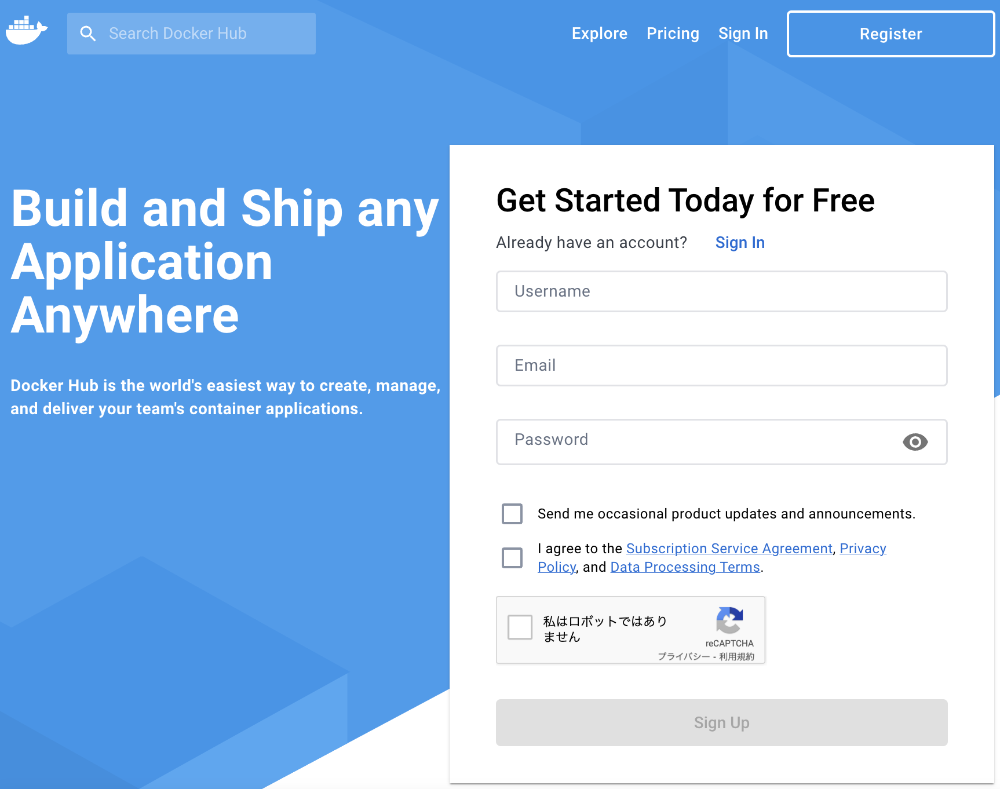 Search Docker Hub
Explore
Pricing
Sign In
Register
Build and Ship any
Application
Anywhere
Docker Hub is the world's easiest way to create, manage,
and deliver your team's container applications.
Get Started Today for Free
Already have an account?
Sign In
Username
Email
Password
Send me occasional product updates and announcements.
I agree to the Subscription Service Agreement, Privacy
Policy, and Data Processing Terms.
私はロボットではあり
ません
reCAPTCHA
プライバシー - 利用規約
Sign Up